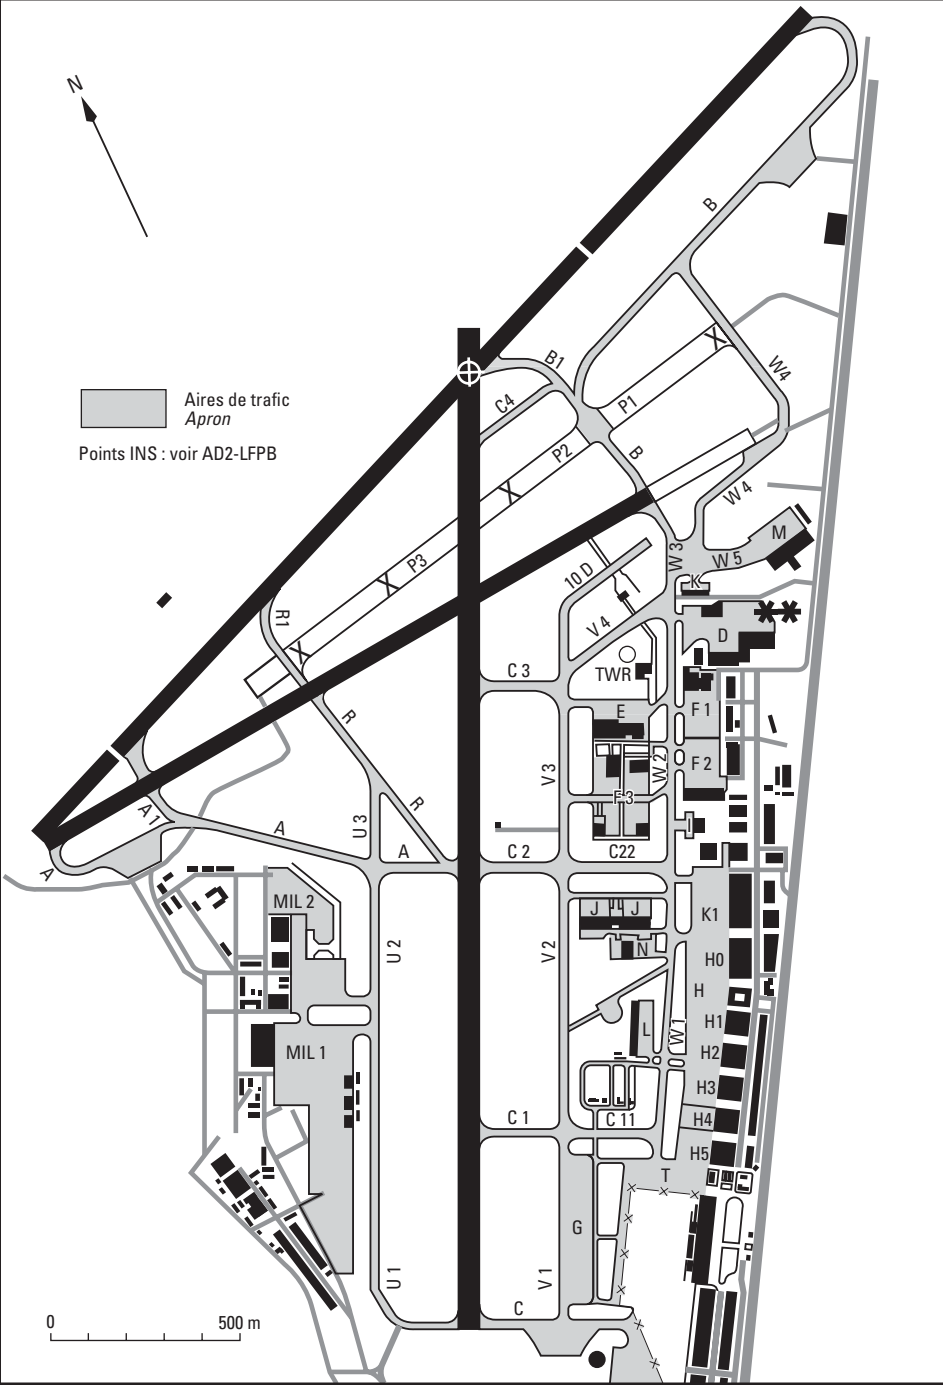 N
B
W4
B1
Aires de trafic
Apron
C4
P1
Points INS : voir AD2-LFPB
P2
B
W 4
M
P3
W 3
W 5
10 D
K
R1
V 4
D
C 3
TWR
R
E
F 1
W 2
F 2
V 3
F 3
A 1
A
U 3
R
I
A
C 2
C22
A
MIL 2
J
J
K1
U 2
V 2
N
H0
H
L
W 1
H1
MIL 1
H2
H3
C 1
C 11
H4
H5
T
G
U 1
V 1
C
0
500 m